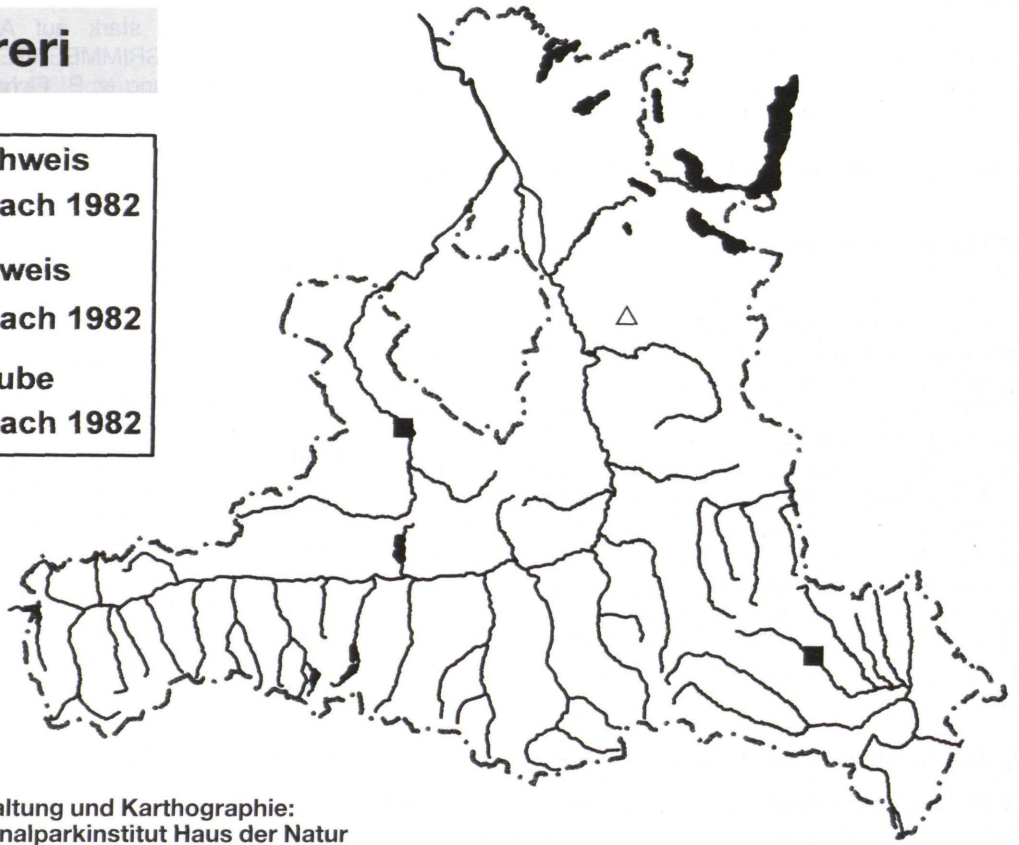 reri
hweis
ach 1982
weis
ach 1982
ube
ach 1982
altung und Karthographie:
nalparkinstitut Haus der Natur